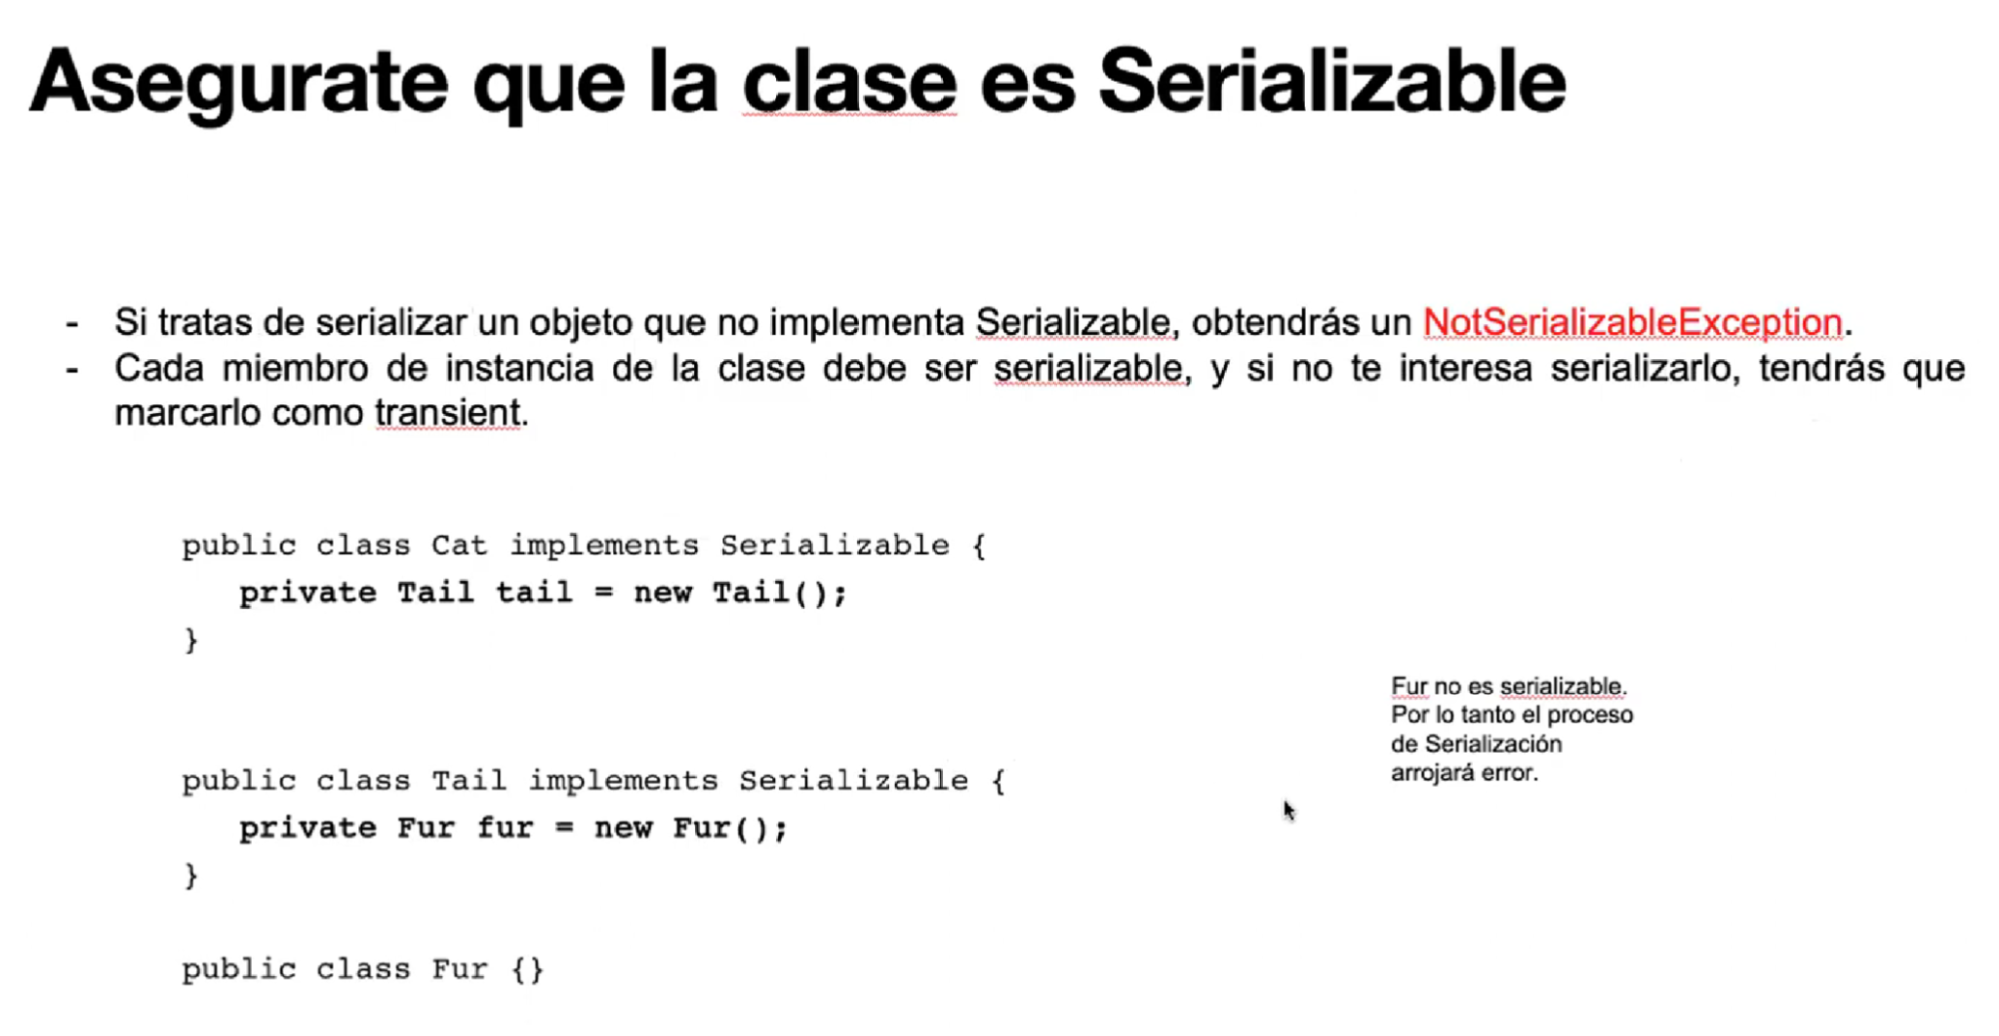 Asegurate que la clase es Serializable
- Si tratas de serializar un objeto que no implementa Serializable, obtendrás un NotSerializableException.
- Cada miembro de instancia de la clase debe ser serializable, y si no te interesa serializarlo, tendrás que
marcarlo como transient.
public class Cat implements Serializable {
private Tail tail = new Tail();
}
public class Tail implements Serializable {
private Fur fur = new Fur();
}
public class Fur {}
Fur no es serializable.
Por lo tanto el proceso
de Serialización
arrojará error.